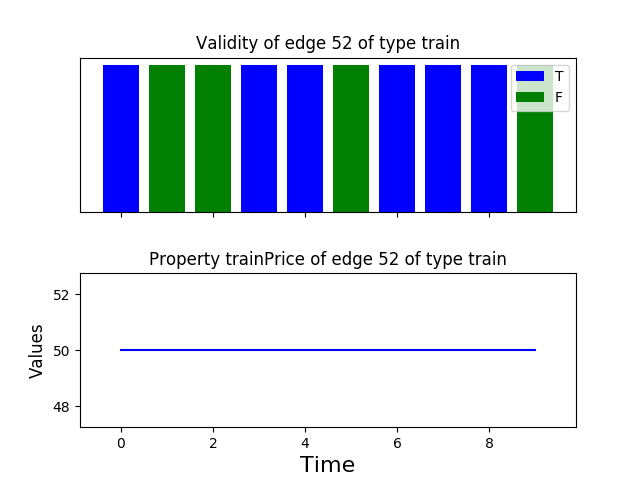 Validity of edge 52 of type train
T
F
Property trainPrice of edge 52 of type train
52
50
48
Values
0 2 4 6 8
Time